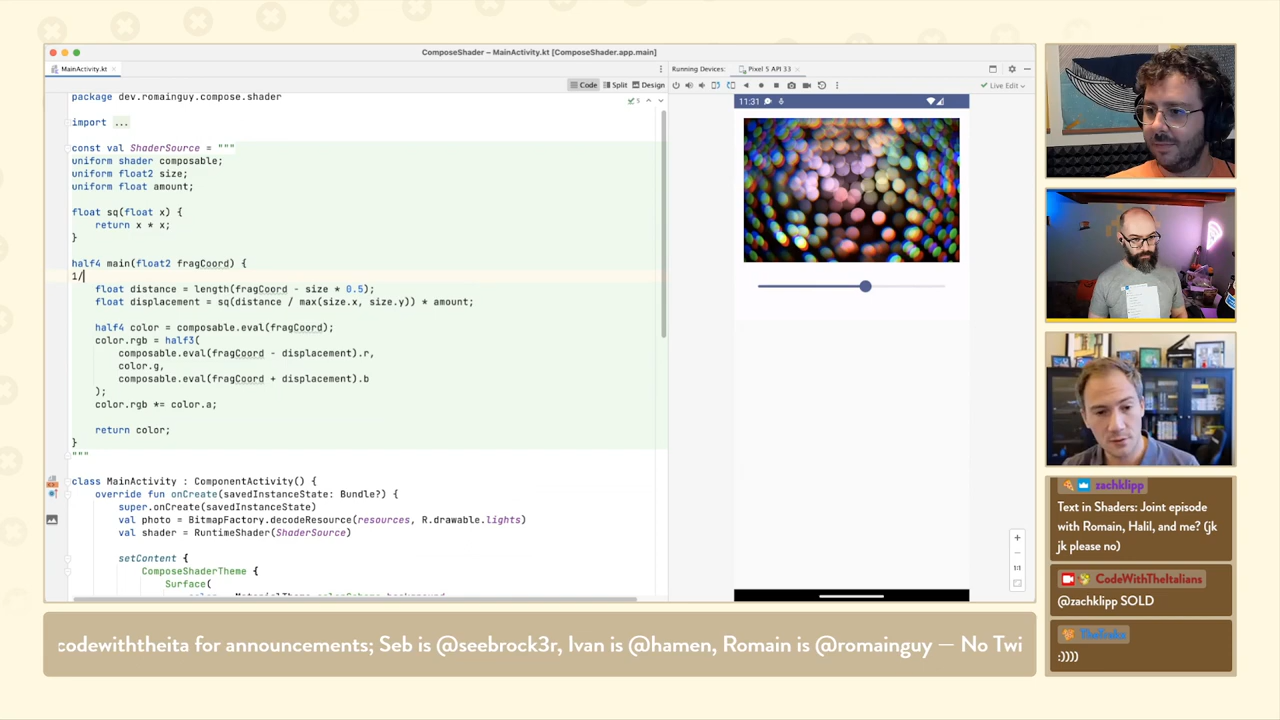 ComposeShader – MainActivity.kt [ComposeShader.app.main]
MainActivity.kt
Code Split Design
package dev.romainguy.compose.shader
5
import ...
const val ShaderSource = """
uniform shader composable;
uniform float2 size;
uniform float amount;
float sq(float x) {
return x * x;
}
half4 main(float2 fragCoord) {
1/
float distance = length(fragCoord - size * 0.5);
float displacement = sq(distance / max(size.x, size.y)) * amount;
half4 color = composable.eval(fragCoord);
color.rgb = half3(
composable.eval(fragCoord - displacement).r,
color.g,
composable.eval(fragCoord + displacement).b
);
color.rgb *= color.a;
return color;
}
"""
class MainActivity : ComponentActivity() {
override fun onCreate(savedInstanceState: Bundle?) {
super.onCreate(savedInstanceState)
val photo = BitmapFactory.decodeResource(resources, R.drawable.lights)
val shader = RuntimeShader(ShaderSource)
setContent {
ComposeShaderTheme {
Surface(
Running Devices: Pixel 5 API 33
Live Edit
11:31
1:1
zachklipp
Text in Shaders: Joint episode
with Romain, Halil, and me? (jk
jk please no)
CodeWithTheItalians
@zachklipp SOLD
:))))
codewiththeita for announcements; Seb is @seebrock3r, Ivan is @hamen, Romain is @romainguy — No Twi